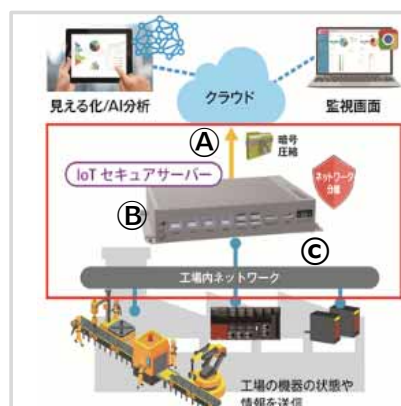 クラウド
見える化/AI分析
監視画面
Ⓐ
暗号
圧縮
IoT セキュアサーバー
ネットワーク
分離
Ⓑ
Ⓒ
工場内ネットワーク
工場の機器の状態や
情報を送信